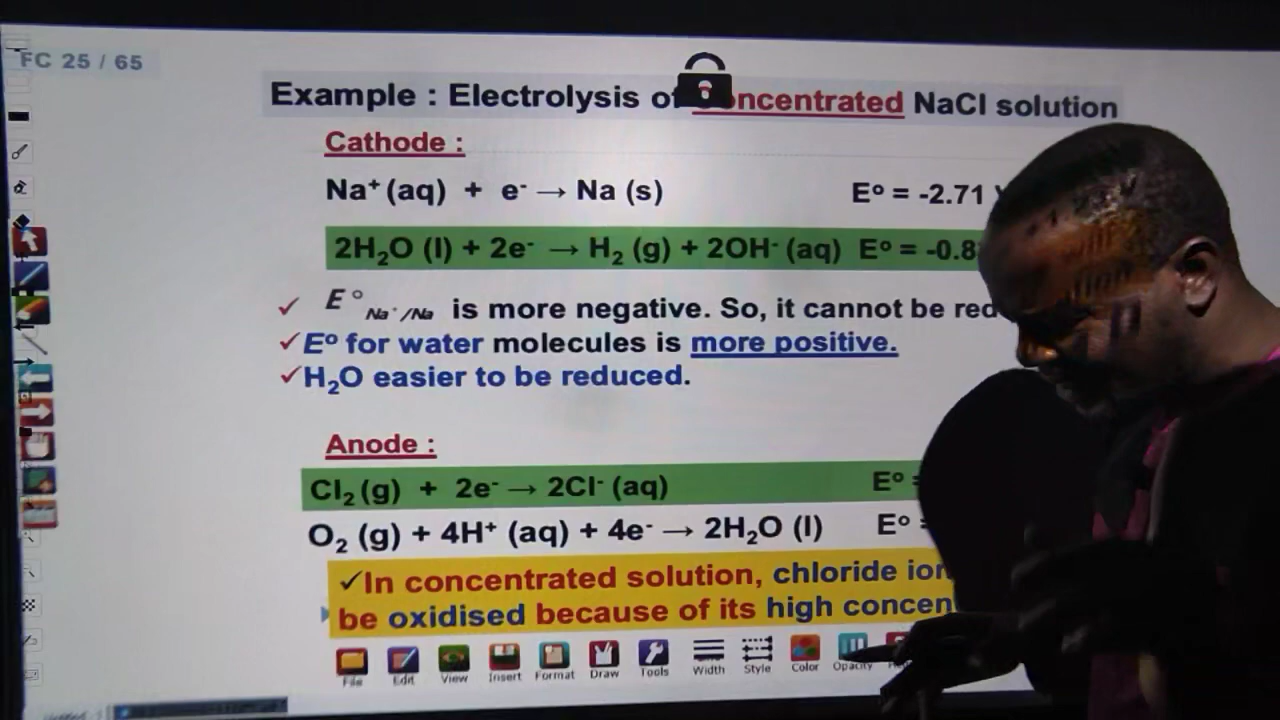 FC 25 / 65
Example : Electrolysis of ncentrated NaCl solution
Cathode :
Na⁺ (aq) + e⁻ → Na (s) E° = -2.71
2H₂O (l) + 2e⁻ → H₂ (g) + 2OH⁻ (aq) E° = -0.8
✓ E° Na⁺/Na is more negative. So, it cannot be red
✓E° for water molecules is more positive.
✓H₂O easier to be reduced.
Anode :
Cl₂ (g) + 2e⁻ → 2Cl⁻ (aq) E° =
O₂ (g) + 4H⁺ (aq) + 4e⁻ → 2H₂O (l) E° =
✓In concentrated solution, chloride ion
be oxidised because of its high concen
File Edit View Insert Format Draw Tools Width Style Color Opacity